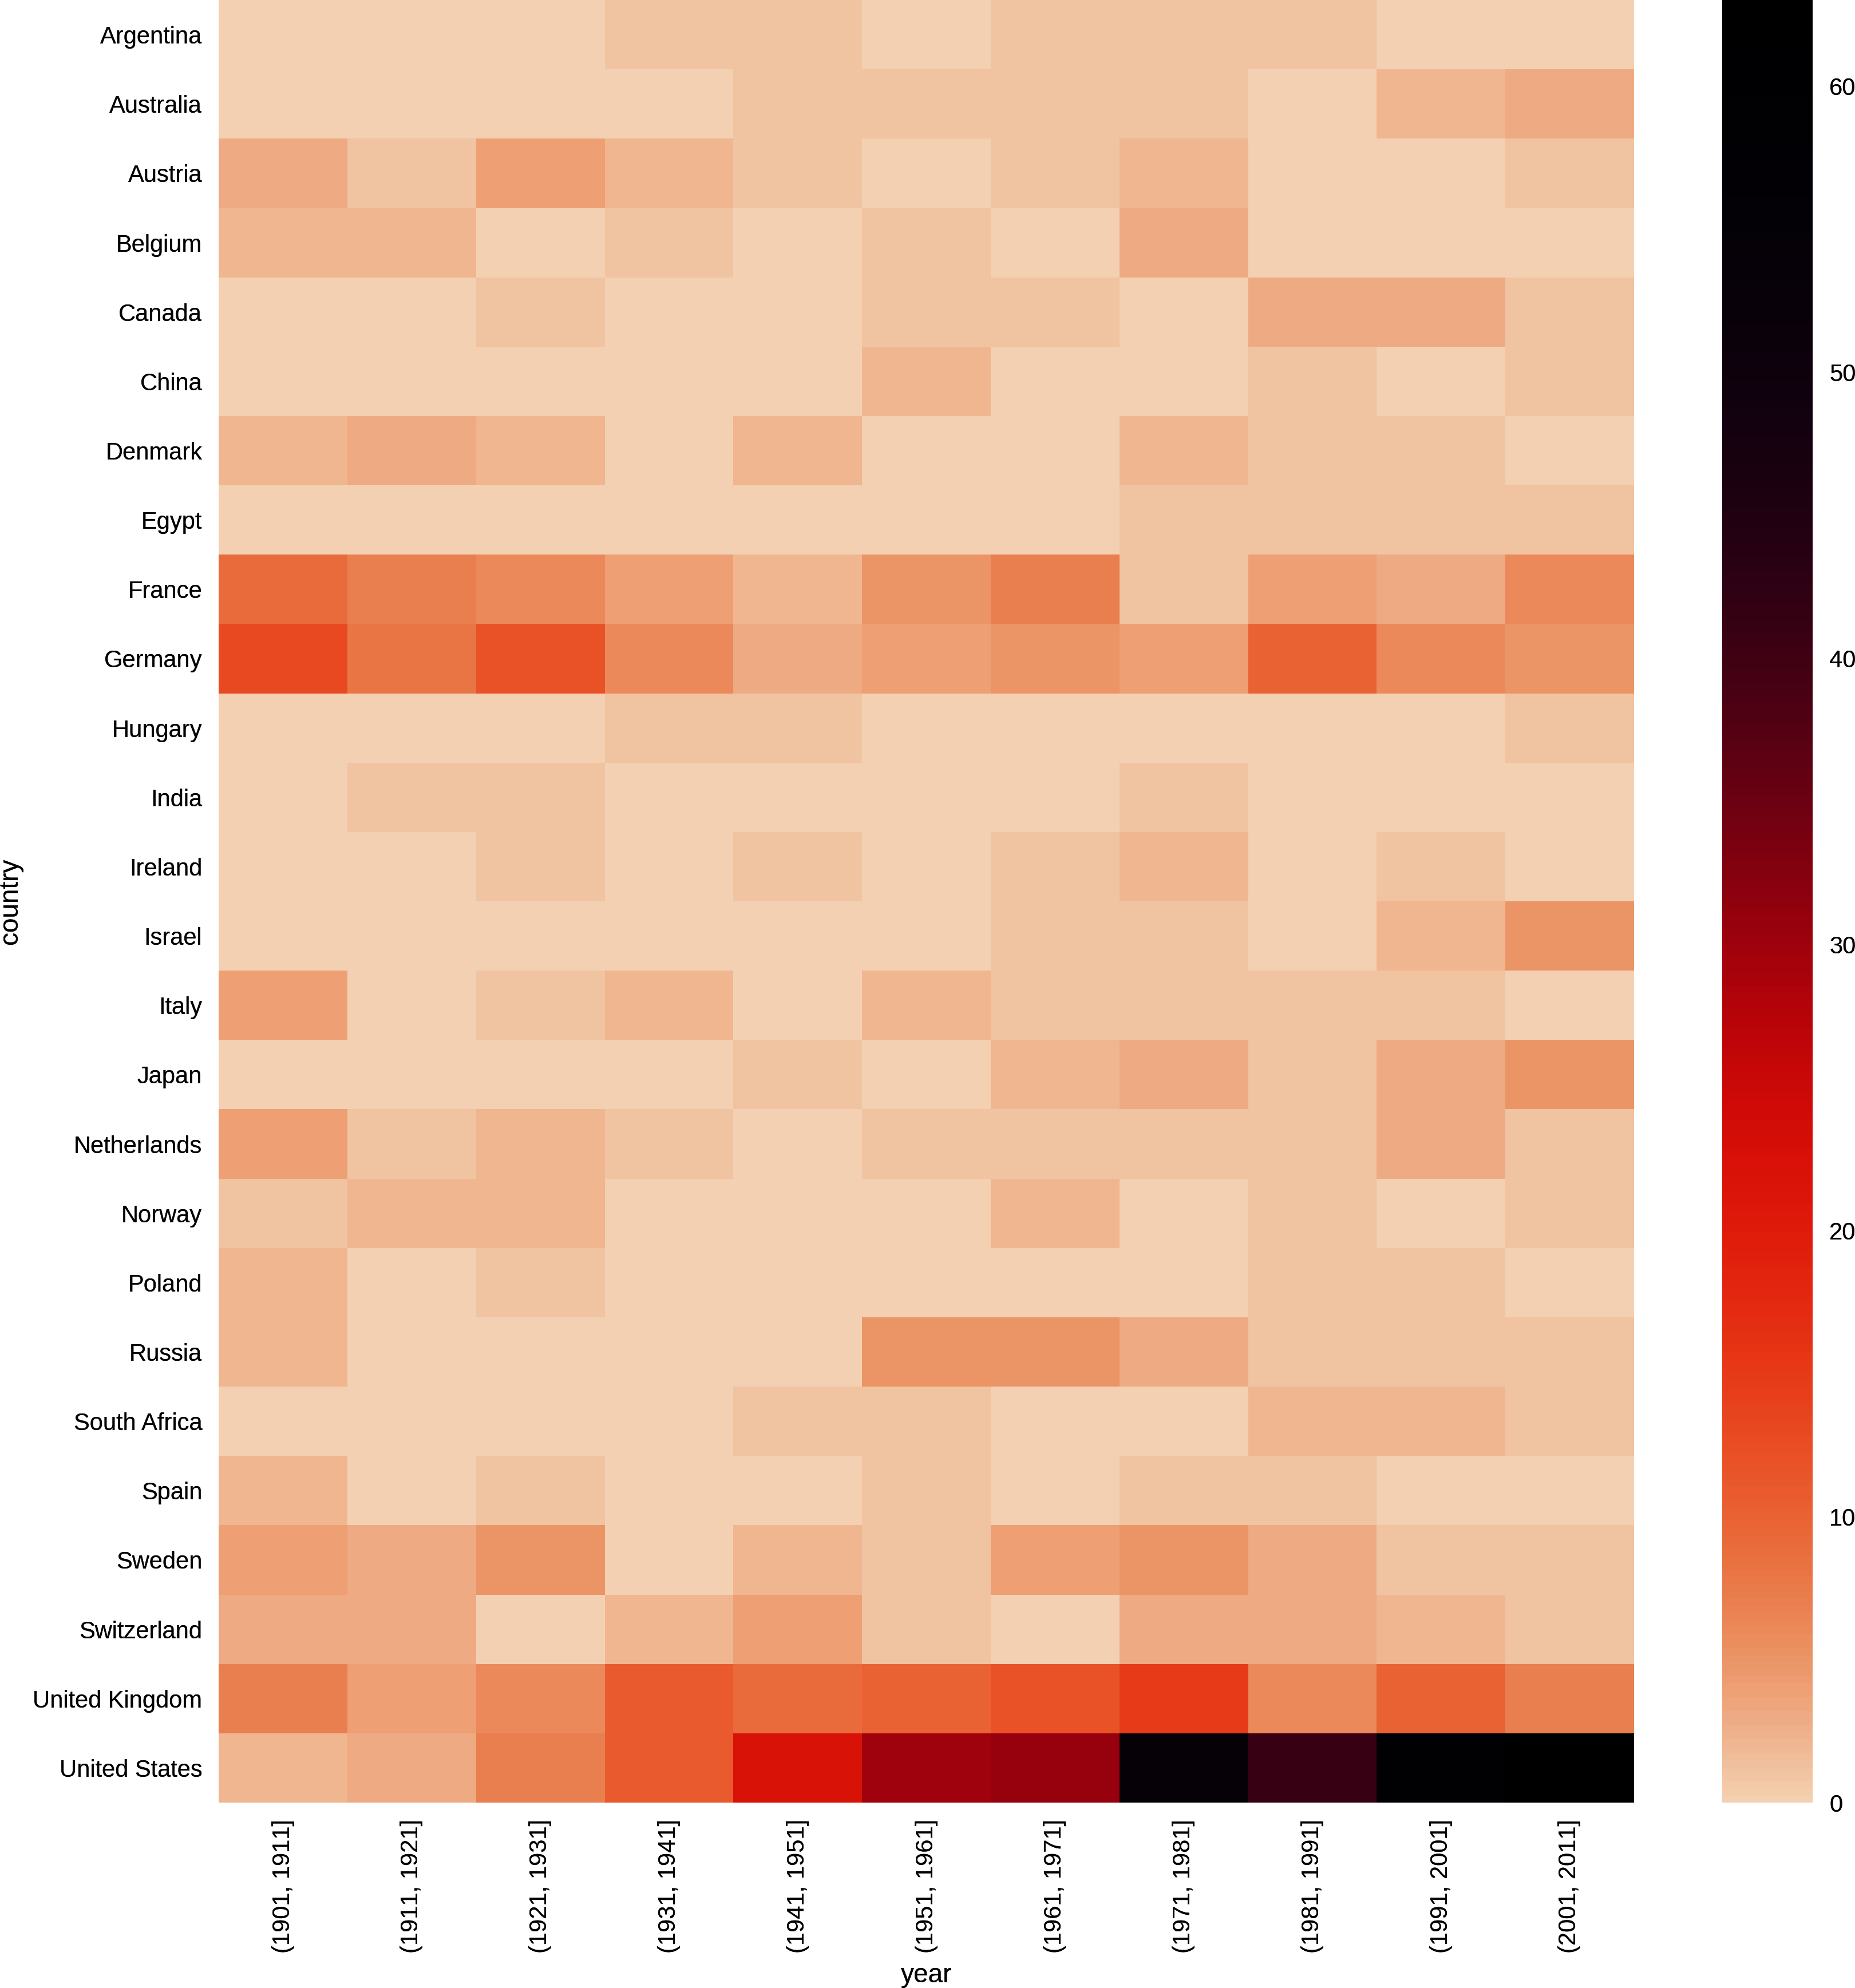 Argentina
Australia
Austria
Belgium
Canada
China
Denmark
Egypt
France
Germany
Hungary
India
Ireland
Israel
Italy
Japan
Netherlands
Norway
Poland
Russia
South Africa
Spain
Sweden
Switzerland
United Kingdom
United States
country
(1901, 1911]
(1911, 1921]
(1921, 1931]
(1931, 1941]
(1941, 1951]
(1951, 1961]
(1961, 1971]
(1971, 1981]
(1981, 1991]
(1991, 2001]
(2001, 2011]
year
60
50
40
30
20
10
0